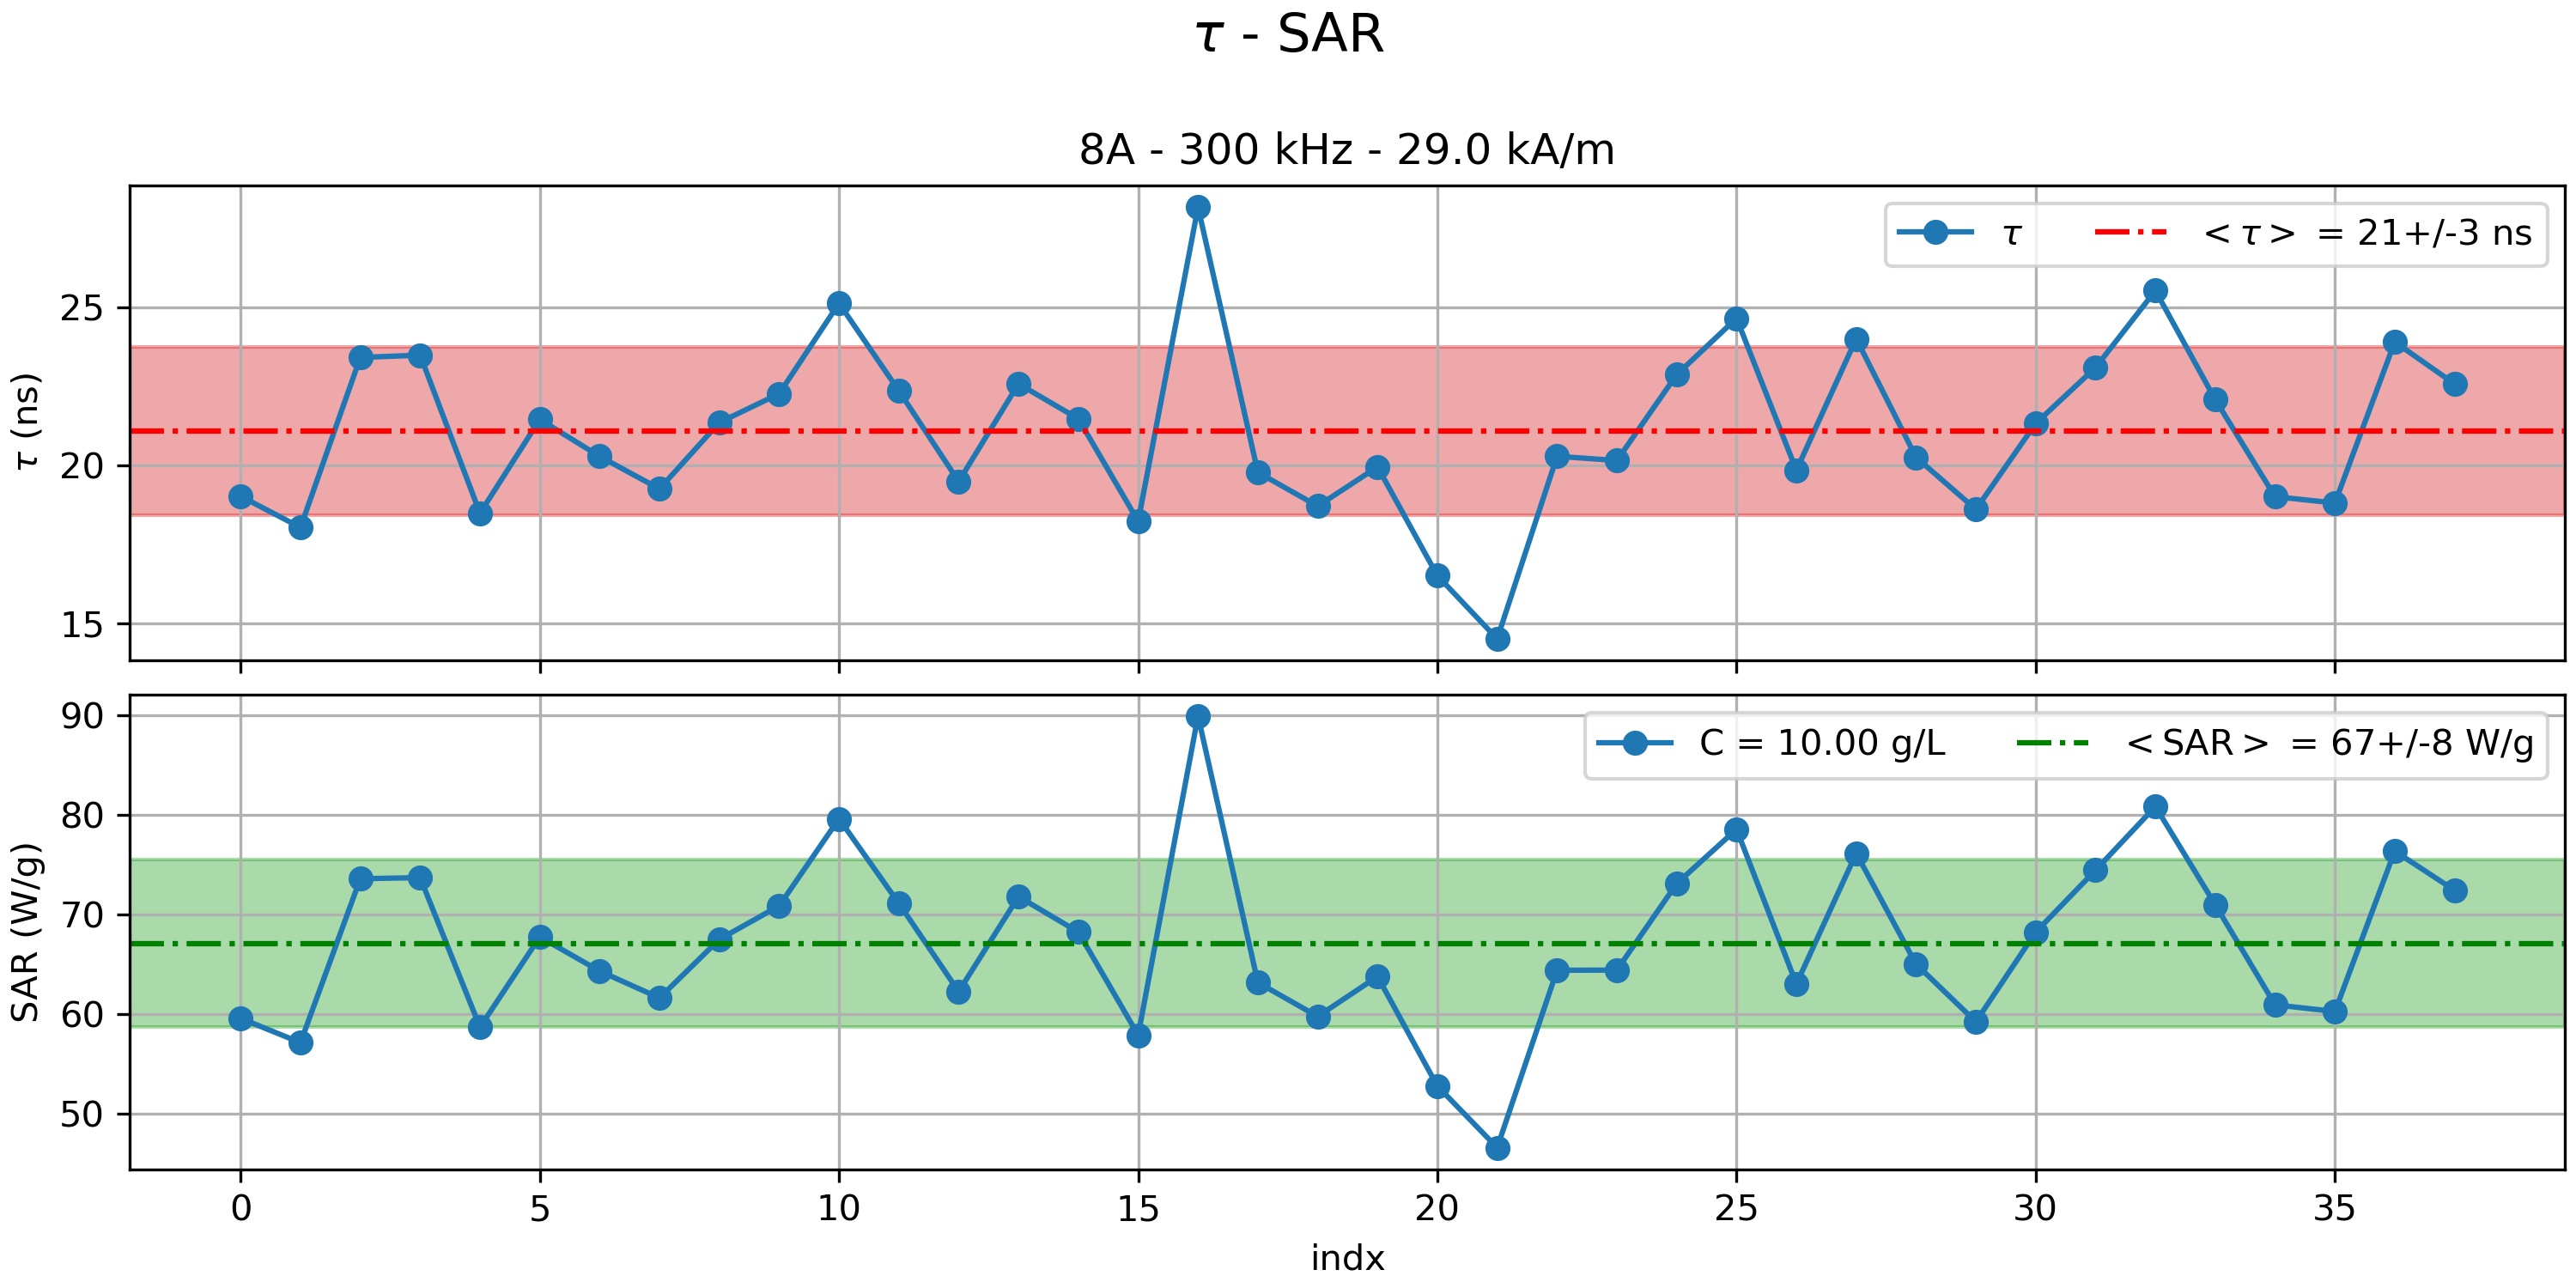 τ - SAR
8A - 300 kHz - 29.0 kA/m
τ
<τ> = 21+/-3 ns
τ (ns)
25
20
15
C = 10.00 g/L
<SAR> = 67+/-8 W/g
SAR (W/g)
90
80
70
60
50
0 5 10 15 20 25 30 35
indx